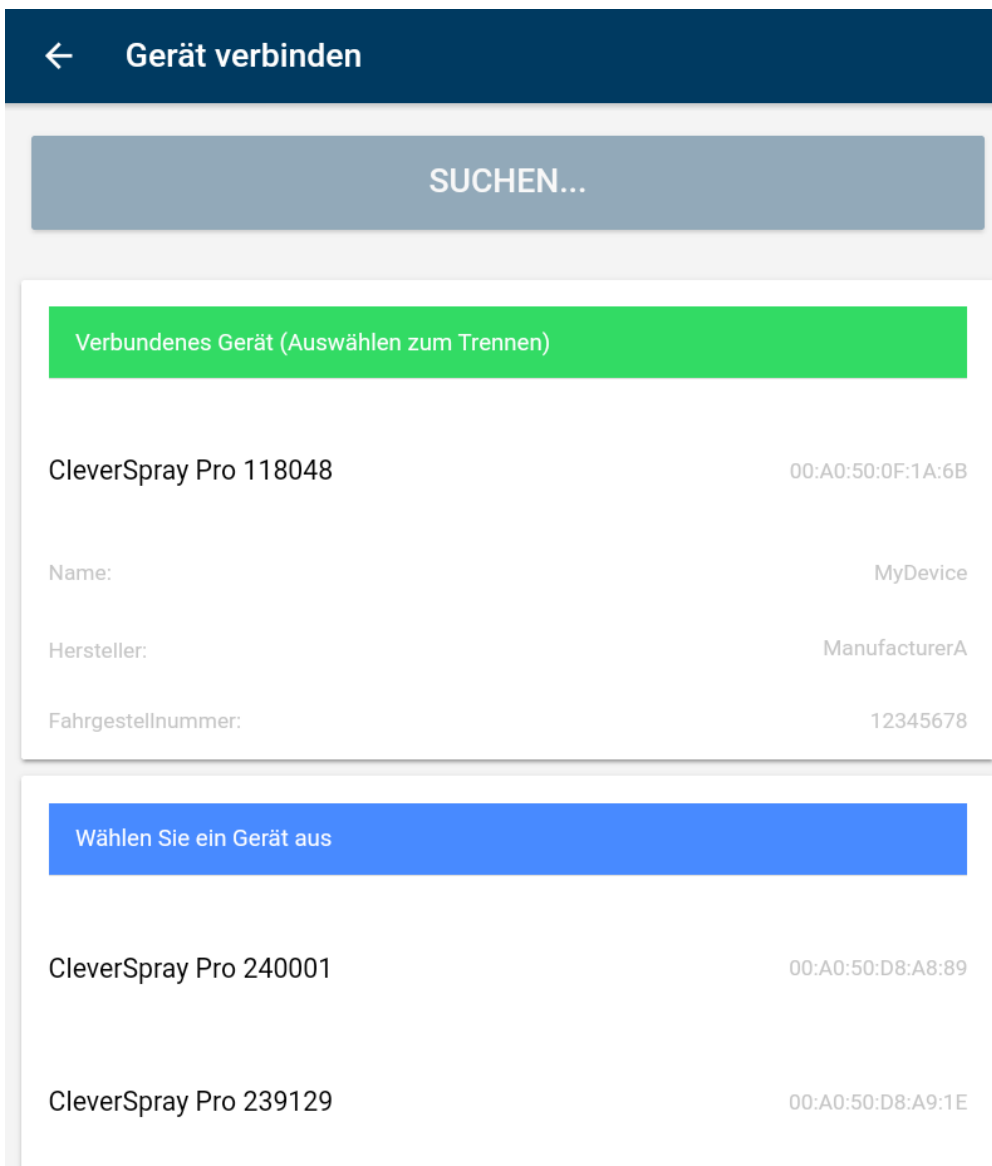 Gerät verbinden
SUCHEN...
Verbundenes Gerät (Auswählen zum Trennen)
CleverSpray Pro 118048 00:A0:50:0F:1A:6B
Name: MyDevice
Hersteller: ManufacturerA
Fahrgestellnummer: 12345678
Wählen Sie ein Gerät aus
CleverSpray Pro 240001 00:A0:50:D8:A8:89
CleverSpray Pro 239129 00:A0:50:D8:A9:1E